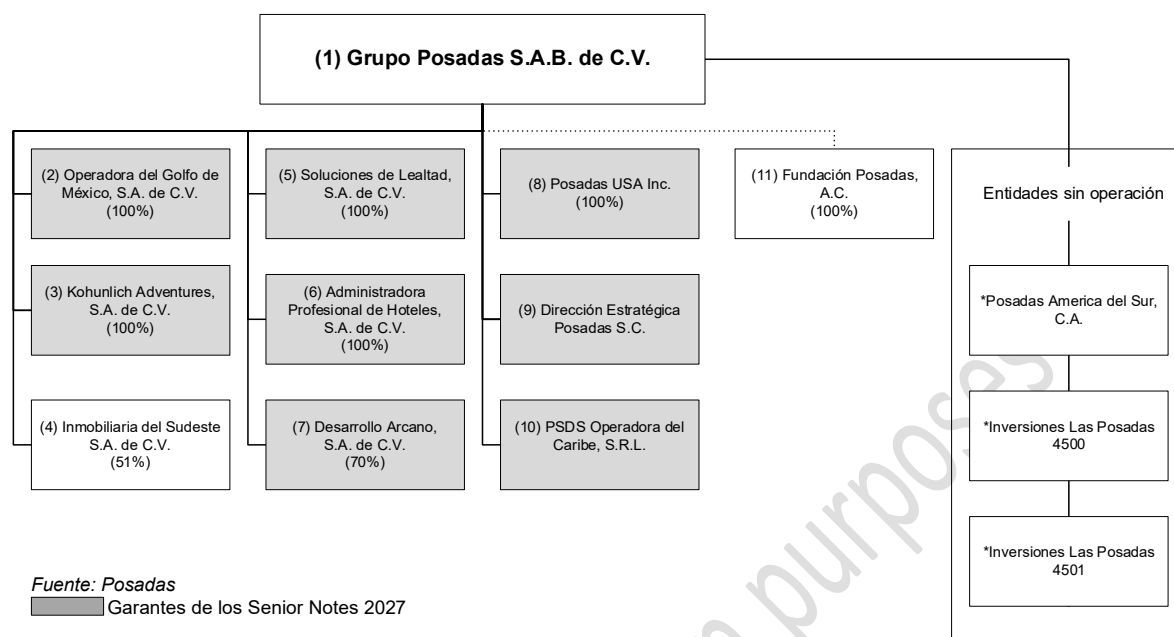 (1) Grupo Posadas S.A.B. de C.V.
(2) Operadora del Golfo de
México, S.A. de C.V.
(100%)
(5) Soluciones de Lealtad,
S.A. de C.V.
(100%)
(8) Posadas USA Inc.
(100%)
(11) Fundación Posadas,
A.C.
(100%)
Entidades sin operación
(3) Kohunlich Adventures,
S.A. de C.V.
(100%)
(6) Administradora
Profesional de Hoteles,
S.A. de C.V.
(100%)
(9) Dirección Estratégica
Posadas S.C.
*Posadas America del Sur,
C.A.
(4) Inmobiliaria del Sudeste
S.A. de C.V.
(51%)
(7) Desarrollo Arcano,
S.A. de C.V.
(70%)
(10) PSDS Operadora del
Caribe, S.R.L.
*Inversiones Las Posadas
4500
*Inversiones Las Posadas
4501
Fuente: Posadas
Garantes de los Senior Notes 2027
purposes